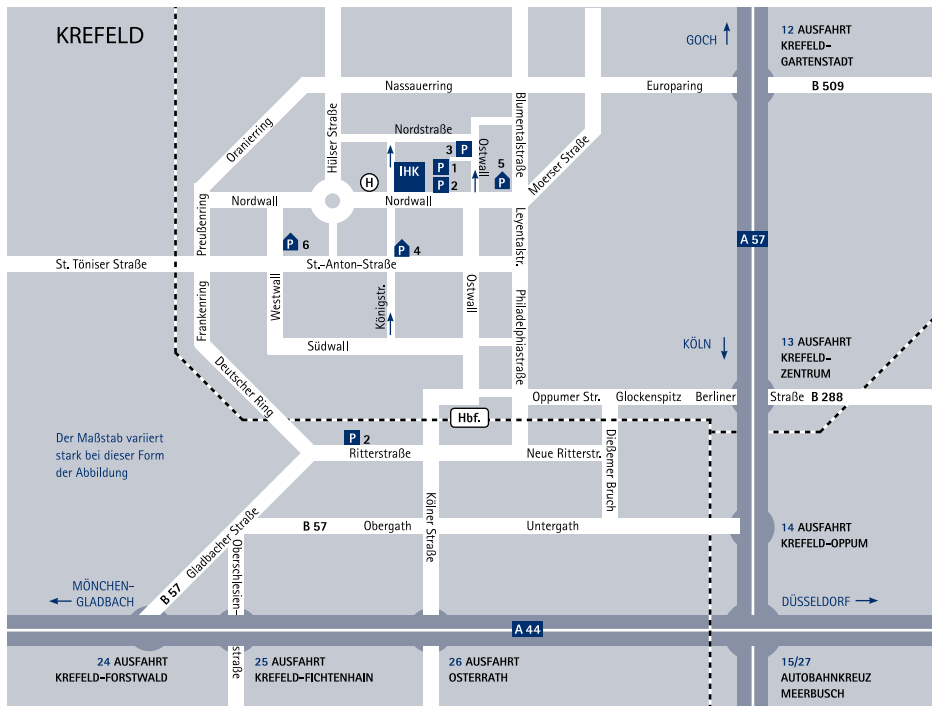 KREFELD
GOCH
12 AUSFAHRT
KREFELD-
GARTENSTADT
Nassauerring
Europaring
B 509
Oranierring
Hülser Straße
Nordstraße
Blumentalstraße
Ostwall
Moerser Straße
3 P
P 1
P 2
5
P
IHK
H
Preußenring
Nordwall
Nordwall
Leyentalstr.
A 57
P 6
P 4
St. Töniser Straße
St.-Anton-Straße
Frankenring
Westwall
Königstr.
Ostwall
Philadelphiastraße
Südwall
KÖLN
13 AUSFAHRT
KREFELD-
ZENTRUM
Deutscher Ring
Oppumer Str.
Glockenspitz
Berliner
Straße B 288
Hbf.
Der Maßstab variiert
stark bei dieser Form
der Abbildung
P 2
Ritterstraße
Neue Ritterstr.
Dießemer Bruch
Kölner Straße
Gladbacher Straße
B 57
B 57
Obergath
Untergath
14 AUSFAHRT
KREFELD-OPPUM
Oberschlesien-
straße
MÖNCHEN-
GLADBACH
DÜSSELDORF
A 44
24 AUSFAHRT
KREFELD-FORSTWALD
25 AUSFAHRT
KREFELD-FICHTENHAIN
26 AUSFAHRT
OSTERRATH
15/27
AUTOBAHNKREUZ
MEERBUSCH